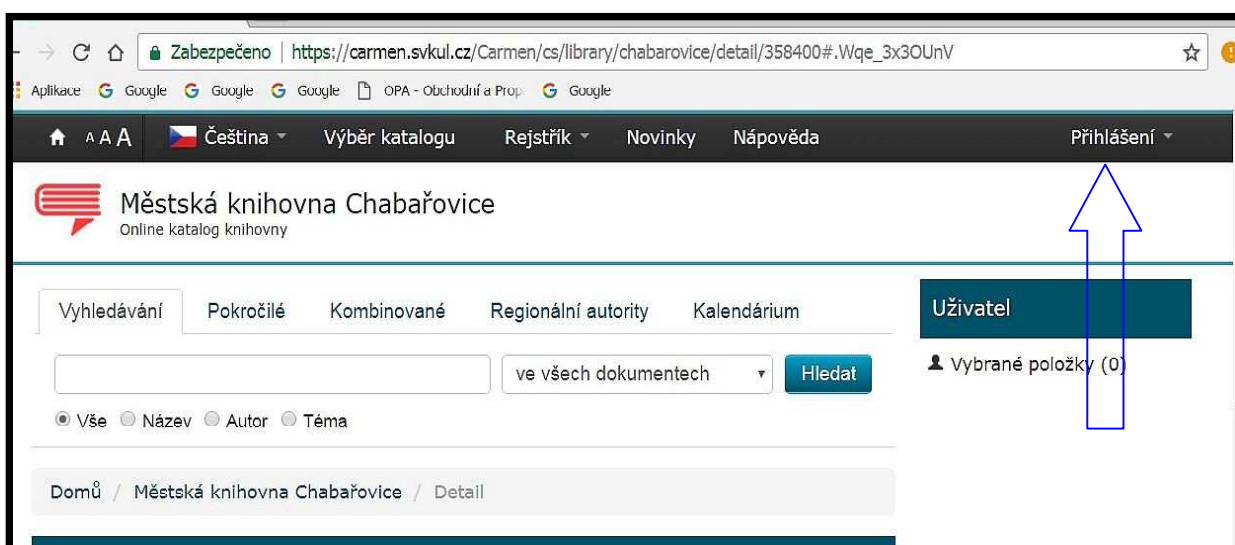 Zabezpečeno | https://carmen.svkul.cz/Carmen/cs/library/chabarovice/detail/358400#.Wqe_3x3OUnV
Aplikace G Google G Google G Google OPA - Obchodní a Prop G Google
A A A Čeština Výběr katalogu Rejstřík Novinky Nápověda Přihlášení
Městská knihovna Chabařovice
Online katalog knihovny
Vyhledávání Pokročilé Kombinované Regionální autority Kalendárium
Uživatel
ve všech dokumentech Hledat
Vybrané položky (0)
Vše Název Autor Téma
Domů / Městská knihovna Chabařovice / Detail